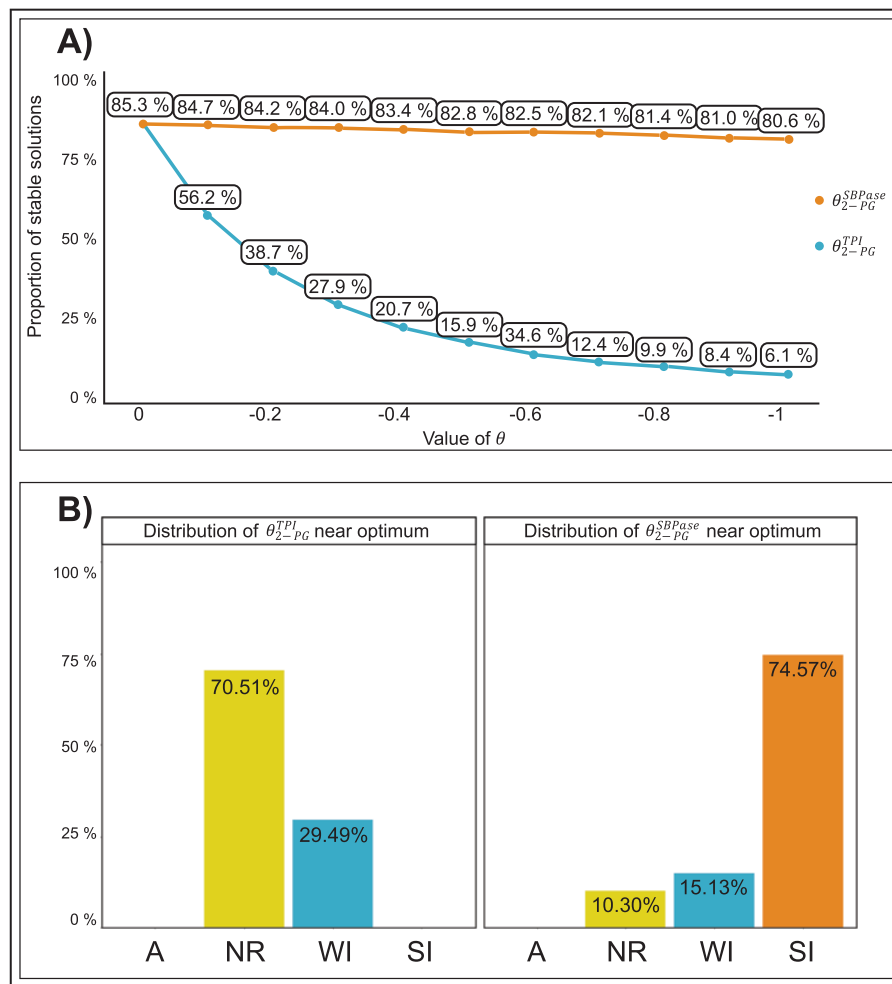 A)
Proportion of stable solutions
100 %
75 %
50 %
25 %
0 %
85.3 % 84.7 % 84.2 % 84.0 % 83.4 % 82.8 % 82.5 % 82.1 % 81.4 % 81.0 % 80.6 %
56.2 %
38.7 %
27.9 %
20.7 %
15.9 %
34.6 %
12.4 %
9.9 %
8.4 %
6.1 %
θ_{2−PG}^{SBPase}
θ_{2−PG}^{TPI}
0 -0.2 -0.4 -0.6 -0.8 -1
Value of θ
B)
Distribution of θ_{2−PG}^{TPI} near optimum
Distribution of θ_{2−PG}^{SBPase} near optimum
100 %
75 %
50 %
25 %
0 %
70.51%
29.49%
10.30%
15.13%
74.57%
A NR WI SI
A NR WI SI